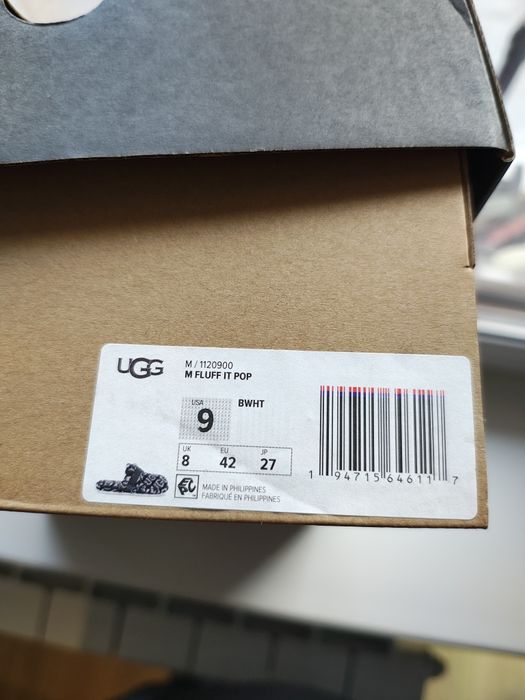 UGG
M / 1120900
M FLUFF IT POP
USA
9
BWHT
UK EU JP
8 42 27
MADE IN PHILIPPINES
FABRIQUÉ EN PHILIPPINES
1 94715 64611 7